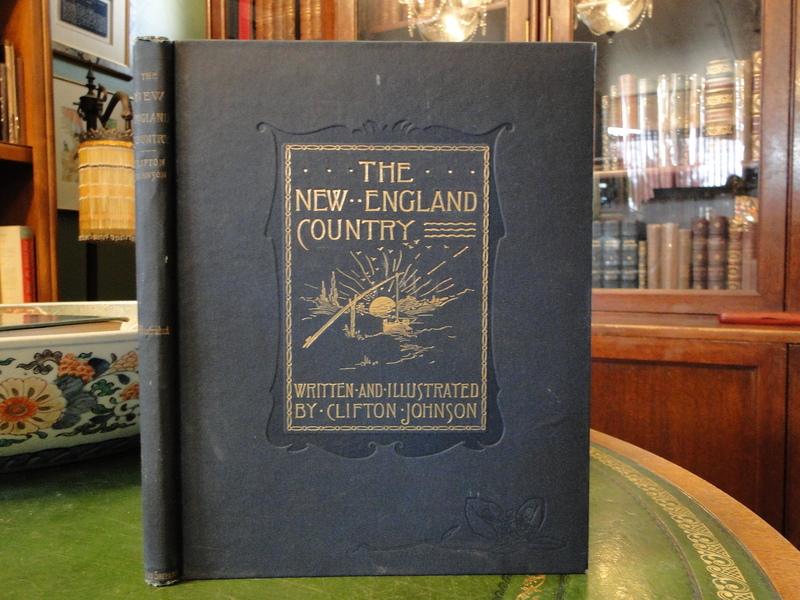 THE
NEW ENGLAND
COUNTRY
WRITTEN·AND·ILLUSTRATED
BY·CLIFTON·JOHNSON
THE
NEW
ENGLAND
COUNTRY
CLIFTON
JOHNSON